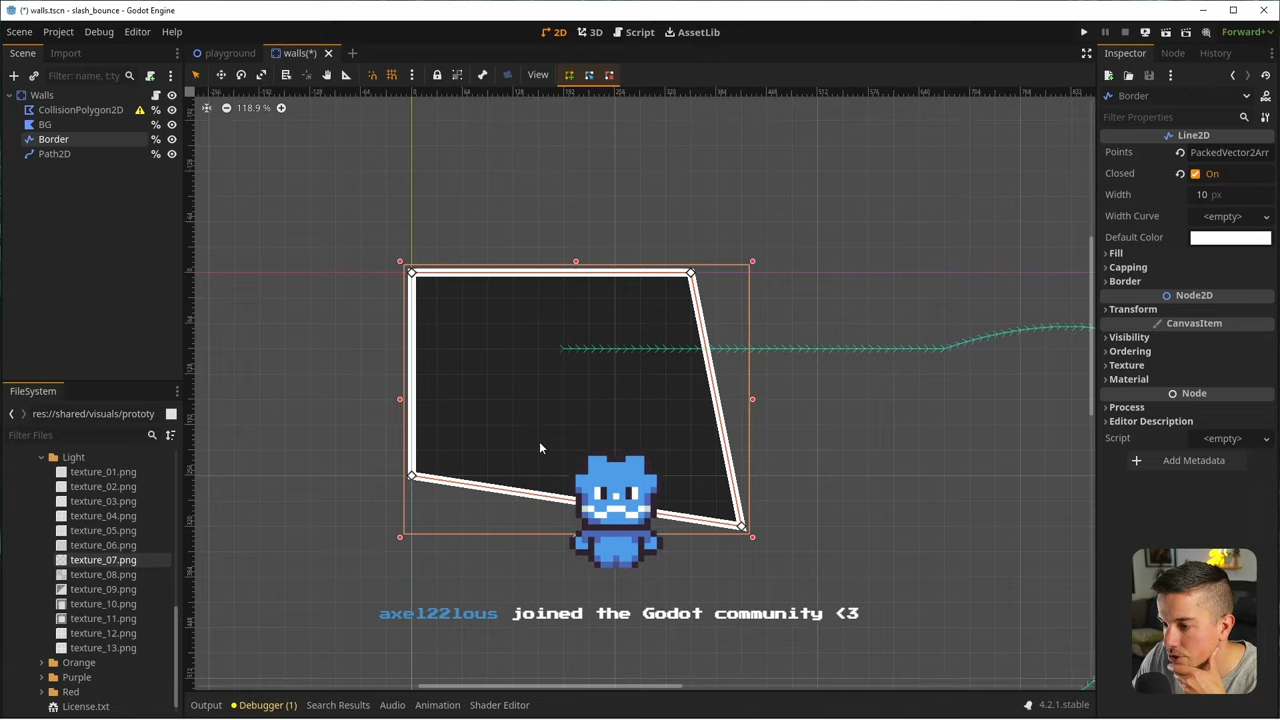 (*) walls.tscn - slash_bounce - Godot Engine
Scene Project Debug Editor Help
2D 3D Script AssetLib
Forward+
Scene Import
playground walls(*)
Inspector Node History
Filter: name, t:ty
View
Walls
CollisionPolygon2D
BG
Border
Path2D
118.9 %
Border
Filter Properties
Line2D
Points PackedVector2Arr
Closed On
Width 10 px
Width Curve <empty>
Default Color
Fill
Capping
Border
Node2D
Transform
CanvasItem
Visibility
Ordering
Texture
Material
Node
Process
Editor Description
Script <empty>
Add Metadata
FileSystem
res://shared/visuals/prototy
Filter Files
Light
texture_01.png
texture_02.png
texture_03.png
texture_04.png
texture_05.png
texture_06.png
texture_07.png
texture_08.png
texture_09.png
texture_10.png
texture_11.png
texture_12.png
texture_13.png
Orange
Purple
Red
License.txt
axel22lous joined the Godot community <3
Output Debugger (1) Search Results Audio Animation Shader Editor
4.2.1.stable